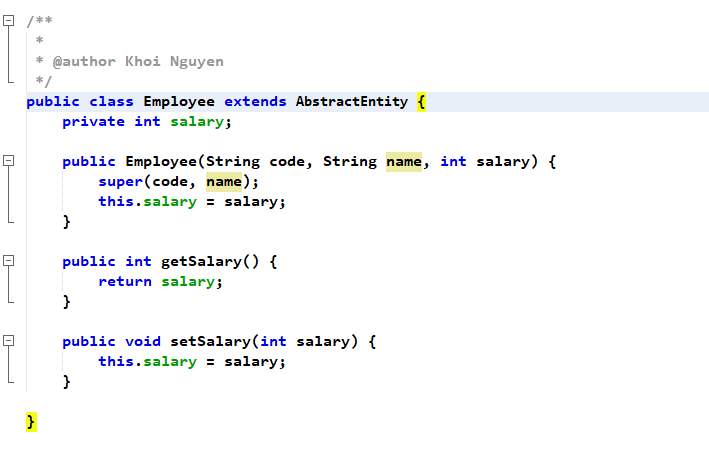 /**
 *
 * @author Khoi Nguyen
 */
public class Employee extends AbstractEntity {
    private int salary;

    public Employee(String code, String name, int salary) {
        super(code, name);
        this.salary = salary;
    }

    public int getSalary() {
        return salary;
    }

    public void setSalary(int salary) {
        this.salary = salary;
    }

}